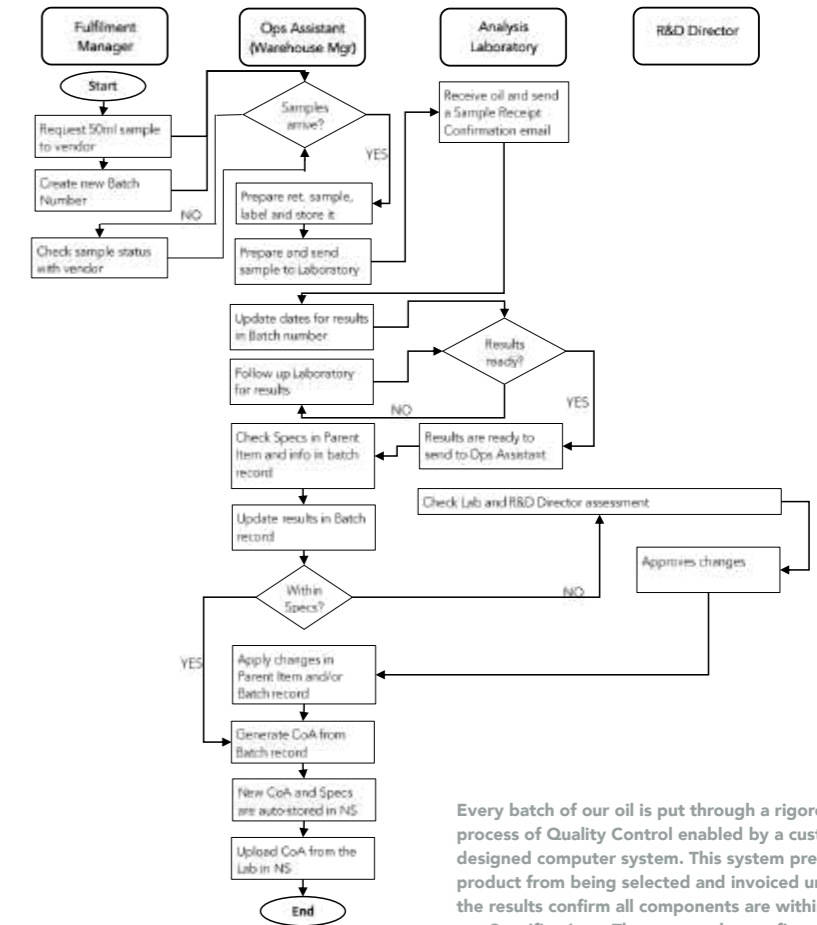 Fulfilment
Manager
Ops Assistant
(Warehouse Mgr)
Analysis
Laboratory
R&D Director
Start
Request 50ml sample
to vendor
Create new Batch
Number
NO
Check sample status
with vendor
Samples
arrive?
YES
Prepare ret. sample,
label and store it
Prepare and send
sample to Laboratory
Receive oil and send
a Sample Receipt
Confirmation email
Update dates for results
in Batch number
Results
ready?
Follow up Laboratory
for results
NO
YES
Check Specs in Parent
Item and info in batch
record
Results are ready to
send to Ops Assistant
Update results in Batch
record
Check Lab and R&D Director assessment
Approves changes
Within
Specs?
NO
YES
Apply changes in
Parent Item and/or
Batch record
Generate CoA from
Batch record
New CoA and Specs
are auto-stored in NS
Upload CoA from the
Lab in NS
End
Every batch of our oil is put through a
process of Quality Control enabled by a
designed computer system. This system
product from being selected and invoiced
the results confirm all components are